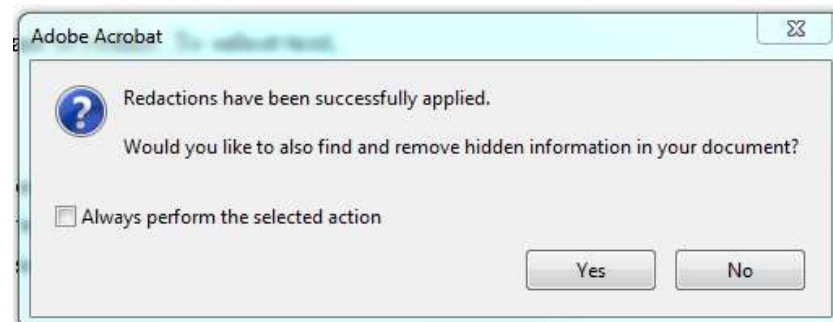 Adobe Acrobat
Redactions have been successfully applied.
Would you like to also find and remove hidden information in your document?
Always perform the selected action
Yes
No